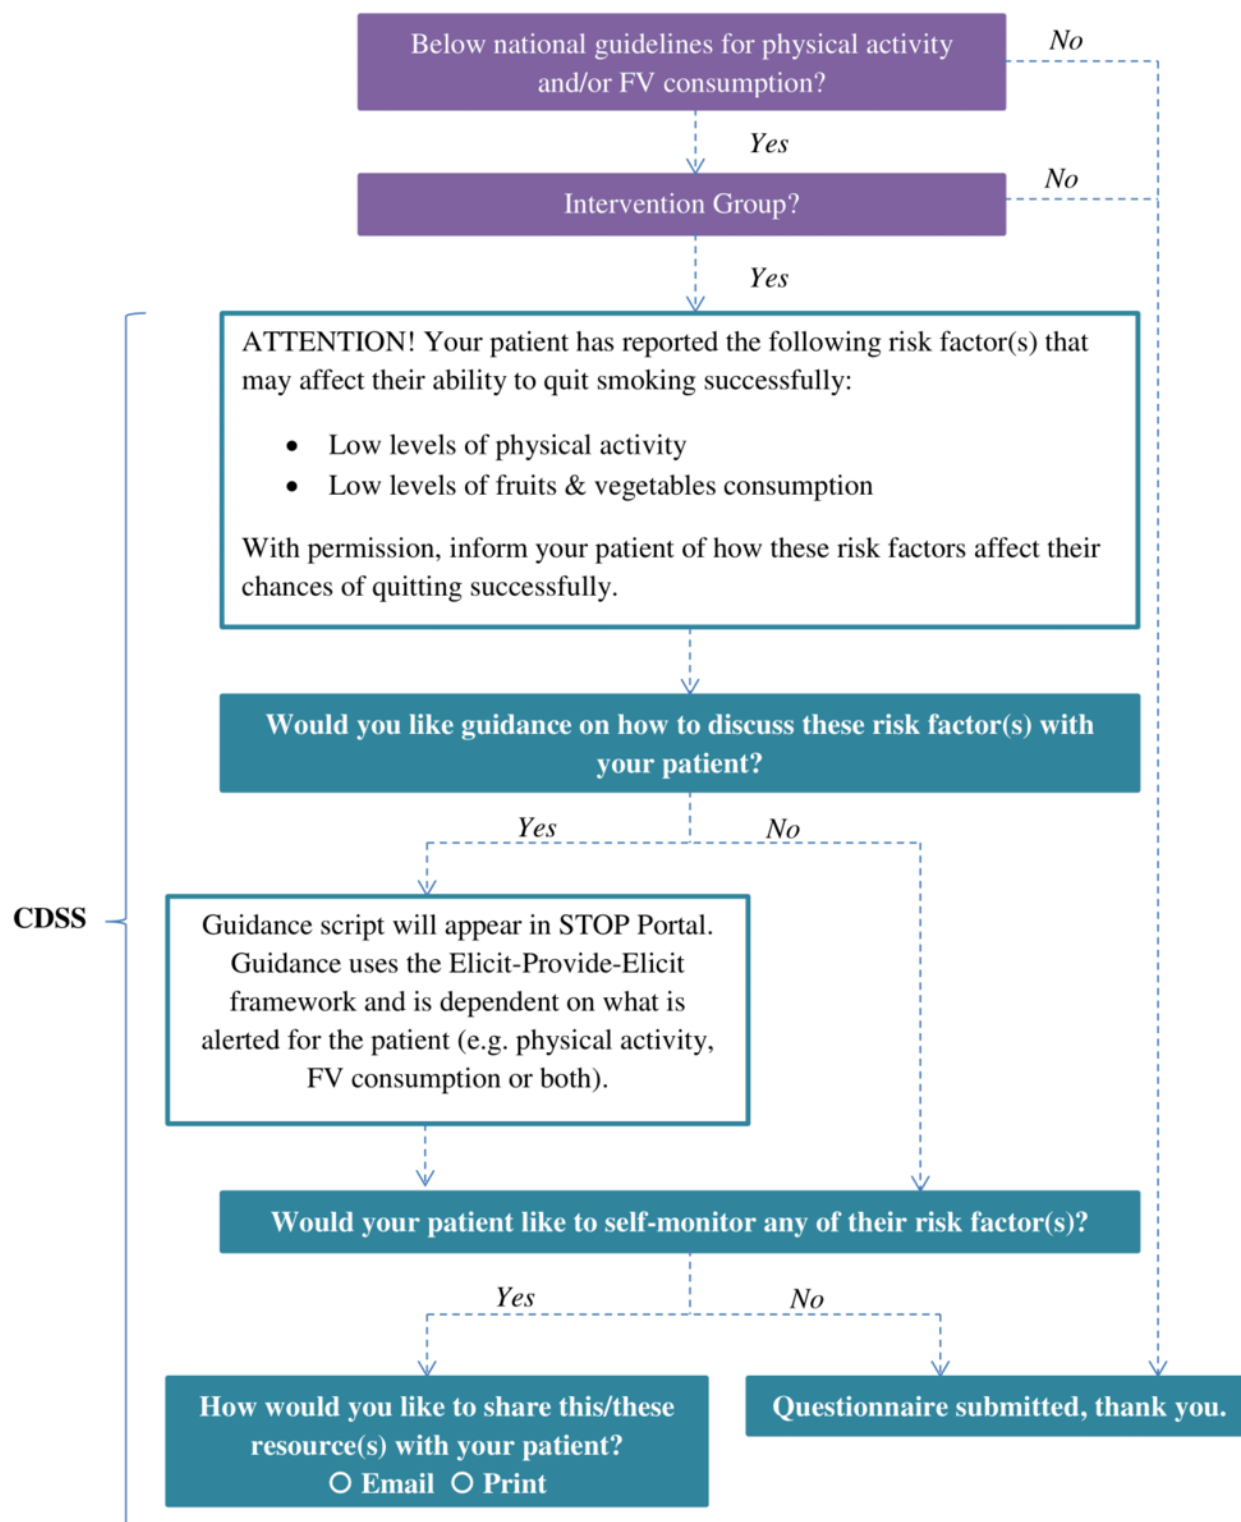 Below national guidelines for physical activity
and/or FV consumption?
No
Yes
Intervention Group?
No
Yes
ATTENTION! Your patient has reported the following risk factor(s) that
may affect their ability to quit smoking successfully:
• Low levels of physical activity
• Low levels of fruits & vegetables consumption
With permission, inform your patient of how these risk factors affect their
chances of quitting successfully.
Would you like guidance on how to discuss these risk factor(s) with
your patient?
Yes
No
CDSS
Guidance script will appear in STOP Portal.
Guidance uses the Elicit-Provide-Elicit
framework and is dependent on what is
alerted for the patient (e.g. physical activity,
FV consumption or both).
Would your patient like to self-monitor any of their risk factor(s)?
Yes
No
How would you like to share this/these
resource(s) with your patient?
O Email O Print
Questionnaire submitted, thank you.